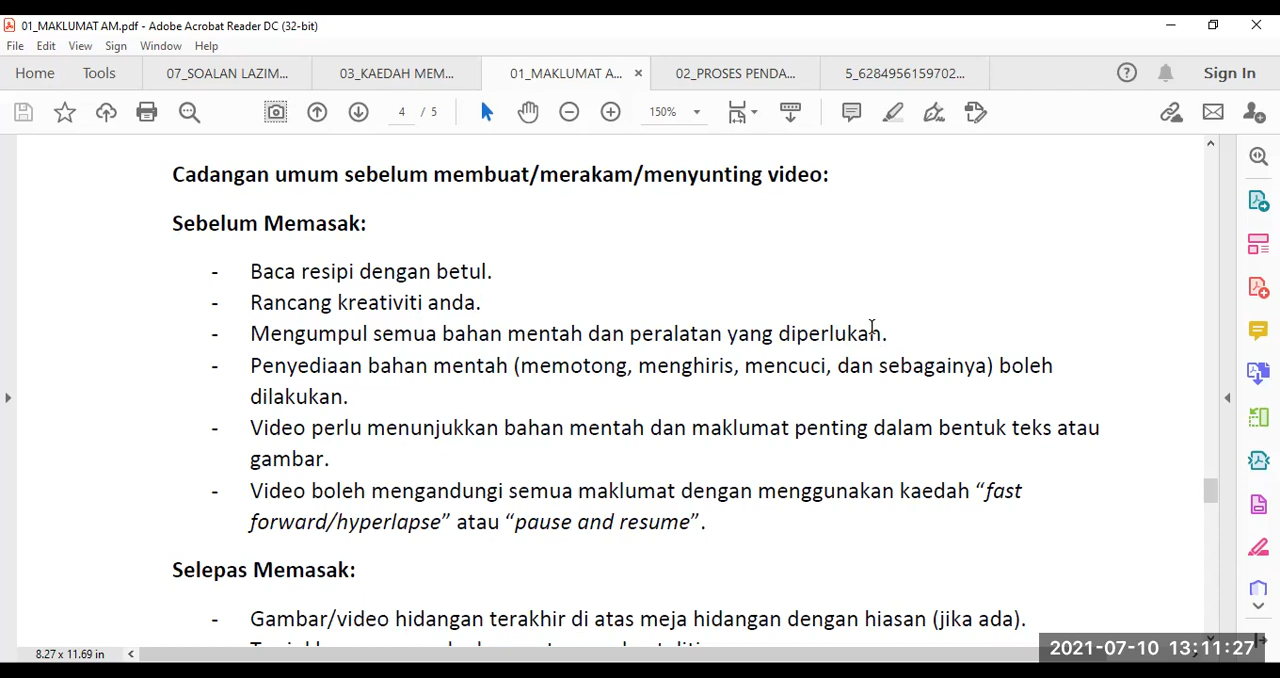 01_MAKLUMAT AM.pdf - Adobe Acrobat Reader DC (32-bit)
File Edit View Sign Window Help
Home Tools 07_SOALAN LAZIM... 03_KAEDAH MEM... 01_MAKLUMAT A... × 02_PROSES PENDA... 5_6284956159702... Sign In
4 / 5 150%
Cadangan umum sebelum membuat/merakam/menyunting video:
Sebelum Memasak:
- Baca resipi dengan betul.
- Rancang kreativiti anda.
- Mengumpul semua bahan mentah dan peralatan yang diperlukan.
- Penyediaan bahan mentah (memotong, menghiris, mencuci, dan sebagainya) boleh
dilakukan.
- Video perlu menunjukkan bahan mentah dan maklumat penting dalam bentuk teks atau
gambar.
- Video boleh mengandungi semua maklumat dengan menggunakan kaedah “fast
forward/hyperlapse” atau “pause and resume”.
Selepas Memasak:
- Gambar/video hidangan terakhir di atas meja hidangan dengan hiasan (jika ada).
8.27 x 11.69 in
2021-07-10 13:11:27